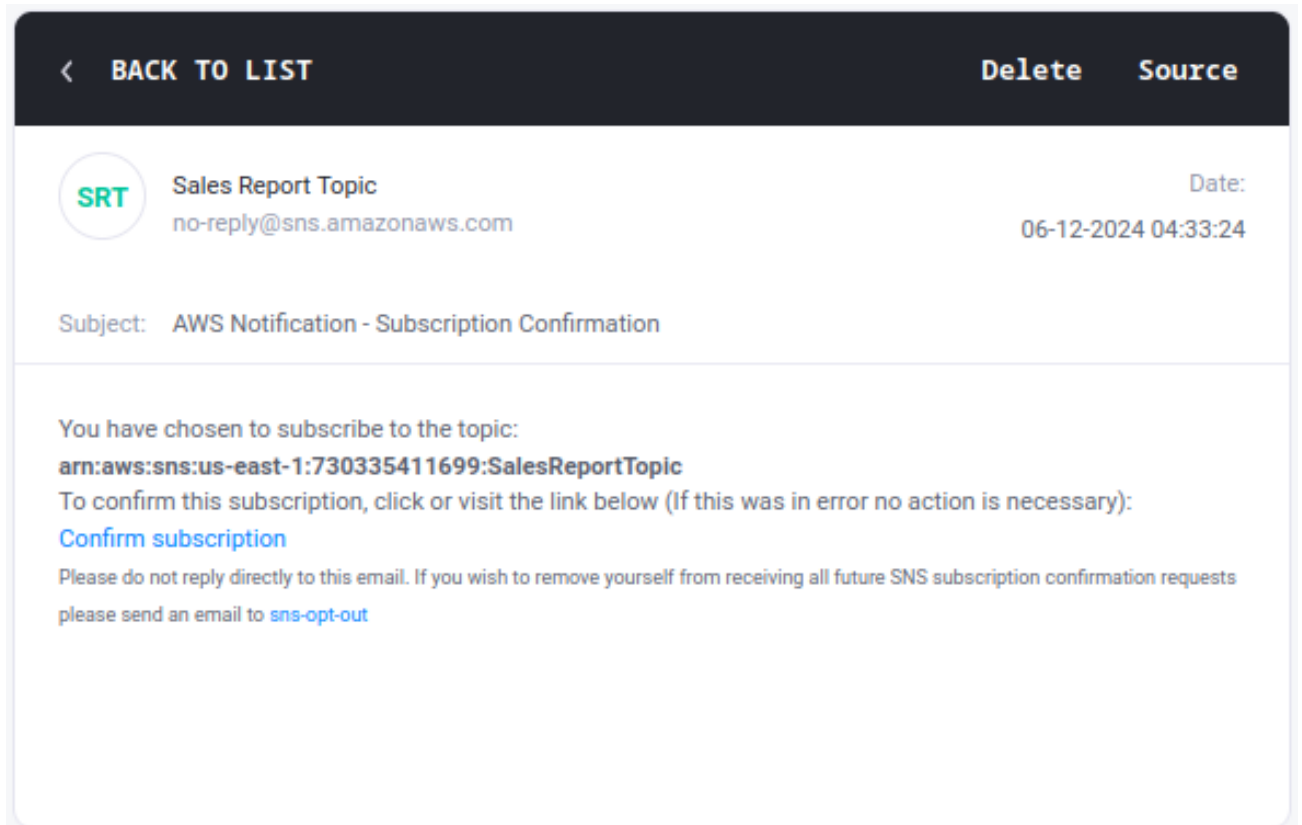 BACK TO LIST
Delete
Source
SRT
Sales Report Topic
no-reply@sns.amazonaws.com
Date:
06-12-2024 04:33:24
Subject: AWS Notification - Subscription Confirmation
You have chosen to subscribe to the topic:
arn:aws:sns:us-east-1:730335411699:SalesReportTopic
To confirm this subscription, click or visit the link below (If this was in error no action is necessary):
Confirm subscription
Please do not reply directly to this email. If you wish to remove yourself from receiving all future SNS subscription confirmation requests
please send an email to sns-opt-out